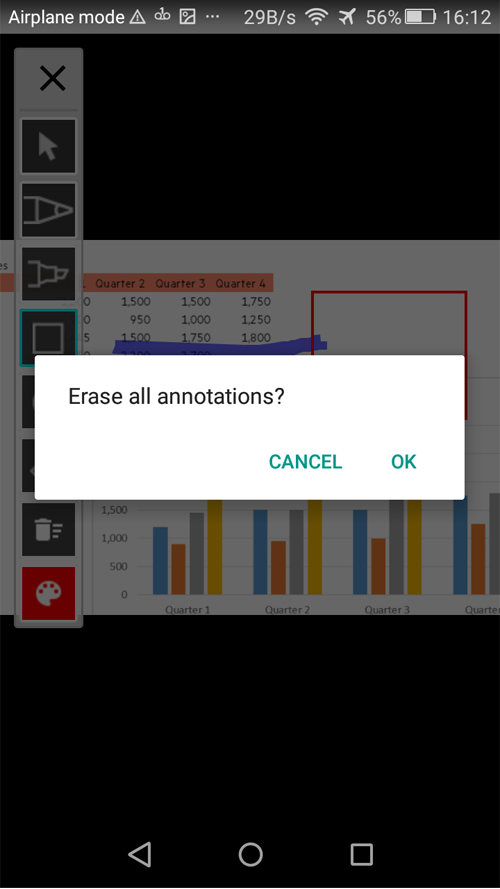 Airplane mode ... 29B/s 56% 16:12
es
Quarter 2 Quarter 3 Quarter 4
0 1,500 1,500 1,750
0 950 1,000 1,250
5 1,500 1,750 1,800
Erase all annotations?
CANCEL OK
1,500
1,000
500
0
Quarter 1 Quarter 2 Quarter 3 Quarte